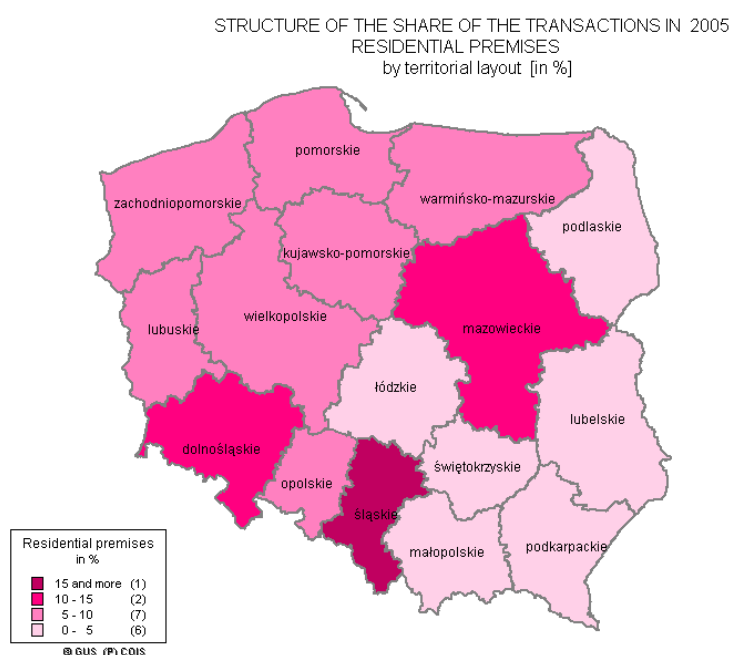 STRUCTURE OF THE SHARE OF THE TRANSACTIONS IN 2005
RESIDENTIAL PREMISES
by territorial layout [in %]
pomorskie
zachodniopomorskie
warmińsko-mazurskie
podlaskie
kujawsko-pomorskie
wielkopolskie
lubuskie
mazowieckie
łódzkie
lubelskie
dolnośląskie
świętokrzyskie
opolskie
śląskie
małopolskie
podkarpackie
Residential premises
in %
15 and more (1)
10 - 15 (2)
5 - 10 (7)
0 - 5 (6)
© GUS (P) COIS